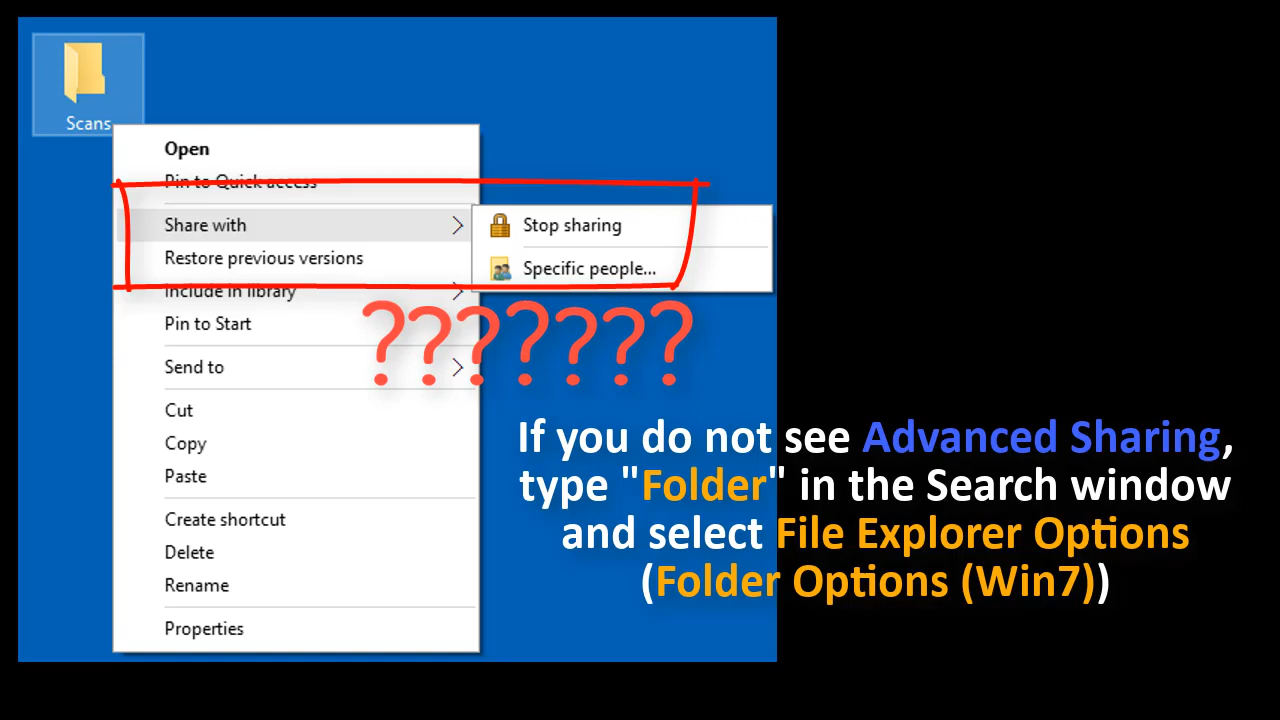 Scans
Open
Pin to Quick access
Share with
Stop sharing
Restore previous versions
Specific people...
Include in library
Pin to Start
???????
Send to
Cut
Copy
Paste
Create shortcut
Delete
Rename
Properties
If you do not see Advanced Sharing,
type "Folder" in the Search window
and select File Explorer Options
(Folder Options (Win7))